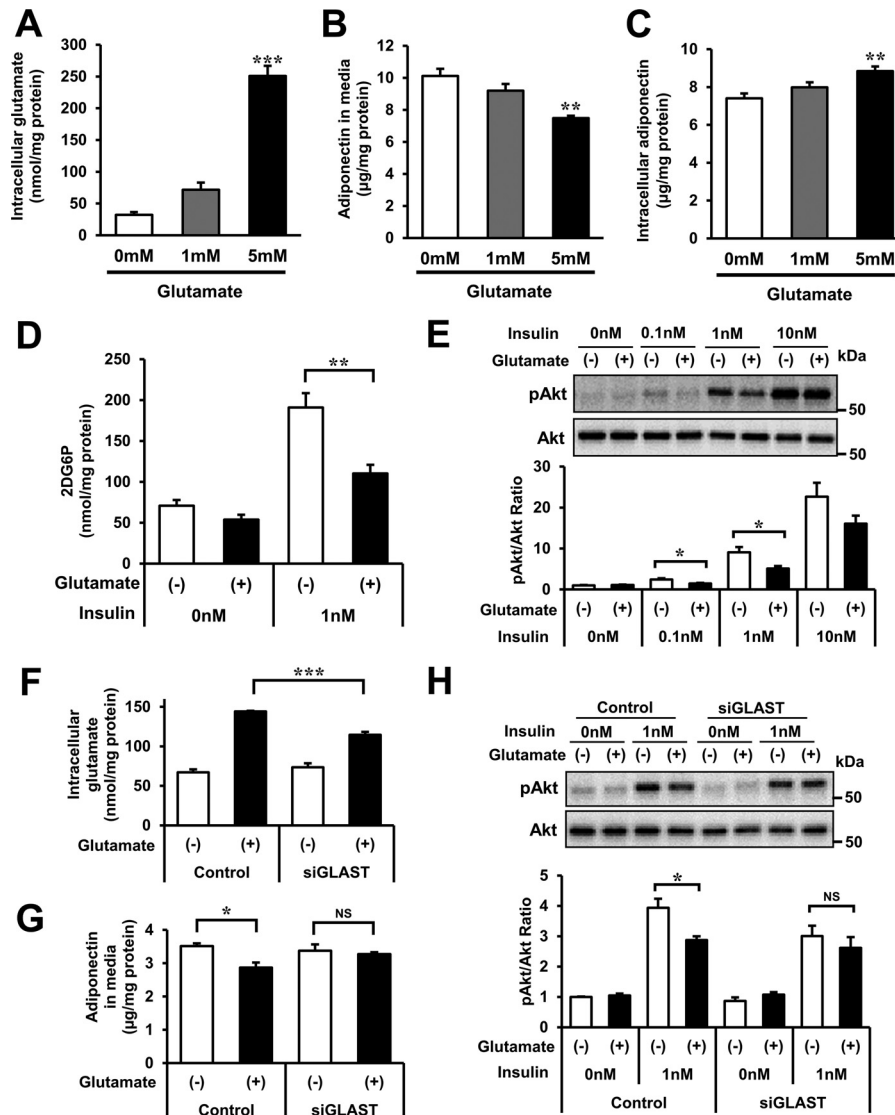 A
Intracellular glutamate
(nmol/mg protein)
300
250
200
150
100
50
0
***
0mM 1mM 5mM
Glutamate
B
Adiponectin in media
(µg/mg protein)
12
10
8
6
4
2
0
**
0mM 1mM 5mM
Glutamate
C
Intracellular adiponectin
(µg/mg protein)
10
8
6
4
2
0
**
0mM 1mM 5mM
Glutamate
D
2DG6P
(nmol/mg protein)
250
200
150
100
50
0
**
Glutamate (-) (+) (-) (+)
Insulin 0nM 1nM
E
Insulin 0nM 0.1nM 1nM 10nM
Glutamate (-) (+) (-) (+) (-) (+) (-) (+) kDa
pAkt
50
Akt
50
pAkt/Akt Ratio
30
20
10
0
*
*
Glutamate (-) (+) (-) (+) (-) (+) (-) (+)
Insulin 0nM 0.1nM 1nM 10nM
F
Intracellular
glutamate
(nmol/mg protein)
150
100
50
0
***
Glutamate (-) (+) (-) (+)
Control siGLAST
G
Adiponectin
in media
(µg/mg protein)
4
3
2
1
0
*
NS
Glutamate (-) (+) (-) (+)
Control siGLAST
H
Control siGLAST
Insulin 0nM 1nM 0nM 1nM
Glutamate (-) (+) (-) (+) (-) (+) (-) (+) kDa
pAkt
50
Akt
50
pAkt/Akt Ratio
5
4
3
2
1
0
*
NS
Glutamate (-) (+) (-) (+) (-) (+) (-) (+)
Insulin 0nM 1nM 0nM 1nM
Control siGLAST